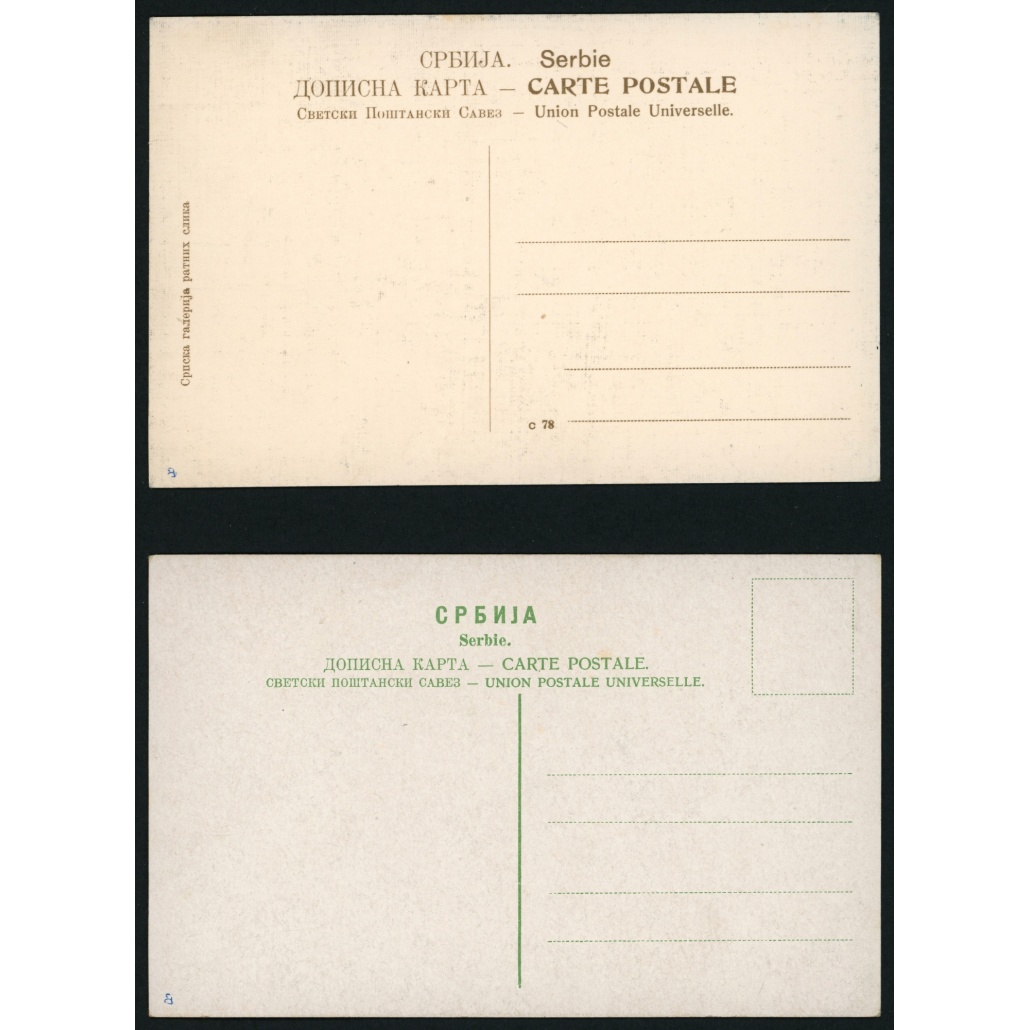 СРБИЈА. Serbie
ДОПИСНА КАРТА — CARTE POSTALE
Светски Поштански Савез — Union Postale Universelle.
Српска галерија ратних слика
с 78
СРБИЈА
Serbie.
ДОПИСНА КАРТА — CARTE POSTALE.
СВЕТСКИ ПОШТАНСКИ САВЕЗ — UNION POSTALE UNIVERSELLE.